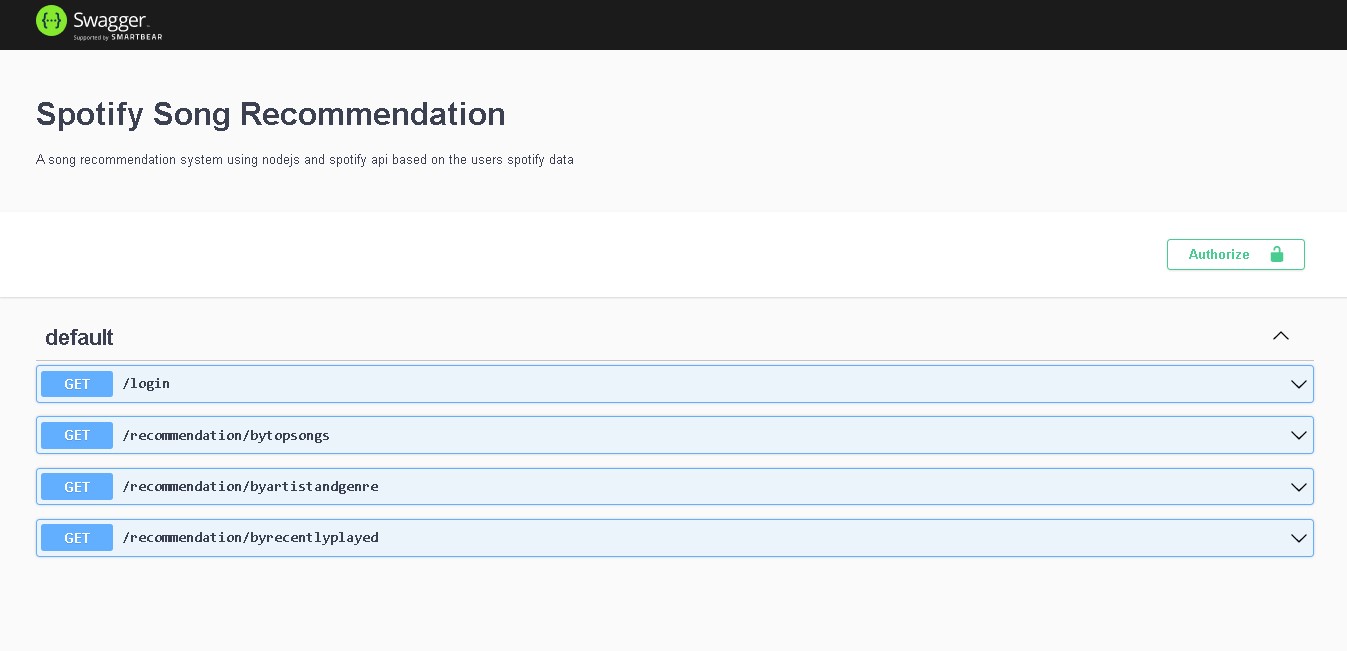 Swagger
Supported by SMARTBEAR
Spotify Song Recommendation
A song recommendation system using nodejs and spotify api based on the users spotify data
Authorize
default
GET /login
GET /recommendation/bytopsongs
GET /recommendation/byartistandgenre
GET /recommendation/byrecentlyplayed